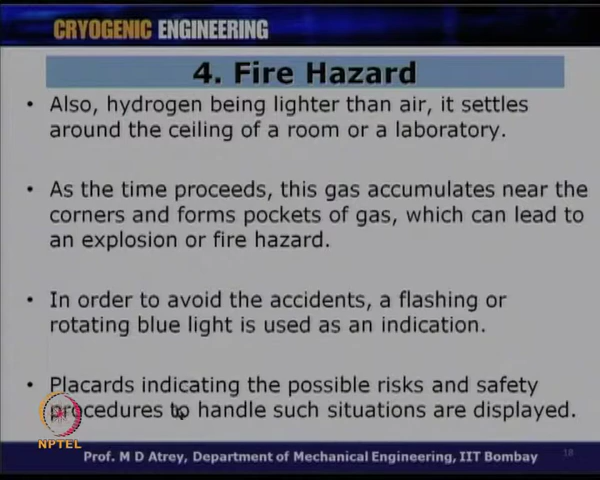 CRYOGENIC ENGINEERING
4. Fire Hazard
• Also, hydrogen being lighter than air, it settles
around the ceiling of a room or a laboratory.
• As the time proceeds, this gas accumulates near the
corners and forms pockets of gas, which can lead to
an explosion or fire hazard.
• In order to avoid the accidents, a flashing or
rotating blue light is used as an indication.
• Placards indicating the possible risks and safety
procedures to handle such situations are displayed.
NPTEL
Prof. M D Atrey, Department of Mechanical Engineering, IIT Bombay
18